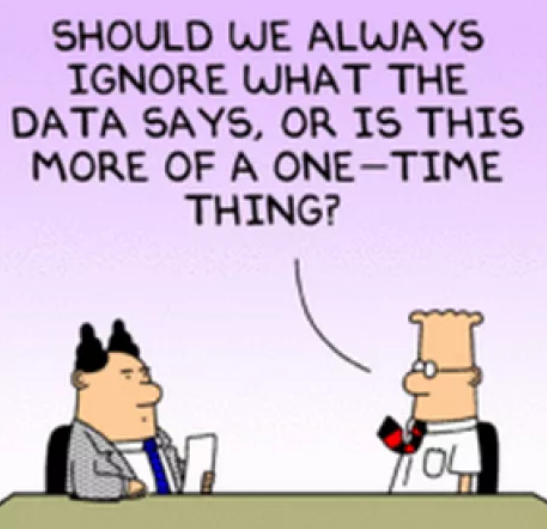 SHOULD WE ALWAYS
IGNORE WHAT THE
DATA SAYS, OR IS THIS
MORE OF A ONE-TIME
THING?